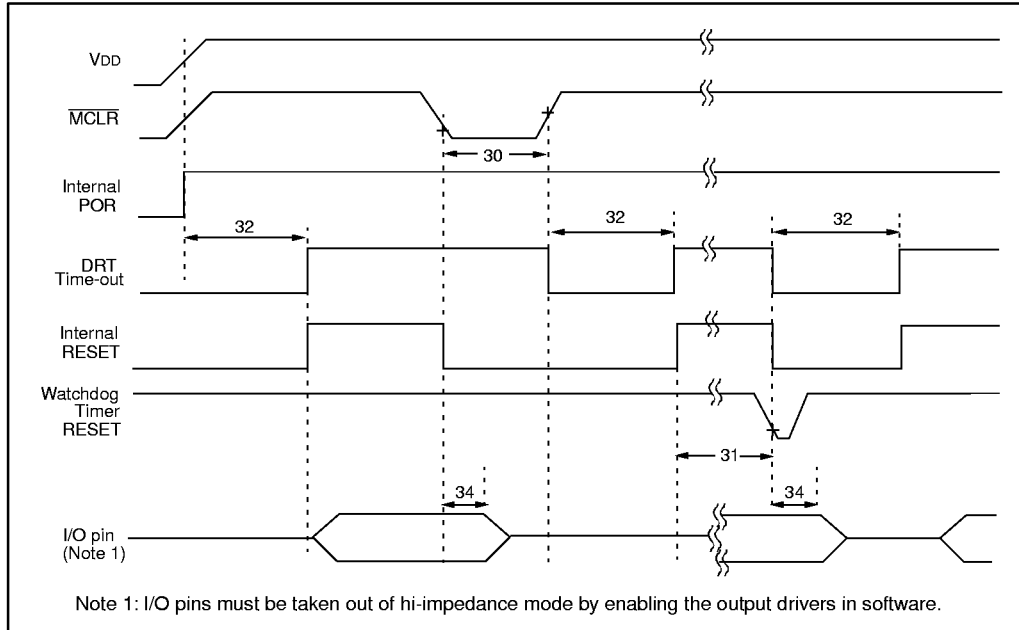 VDD
MCLR
30
Internal
POR
32
32
32
DRT
Time-out
Internal
RESET
Watchdog
Timer
RESET
31
34
34
I/O pin
(Note 1)
Note 1: I/O pins must be taken out of hi-impedance mode by enabling the output drivers in software.